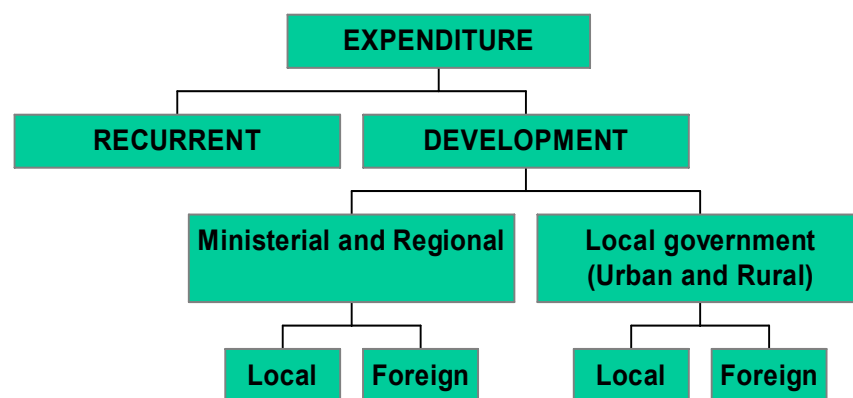 EXPENDITURE
RECURRENT
DEVELOPMENT
Ministerial and Regional
Local government
(Urban and Rural)
Local
Foreign
Local
Foreign